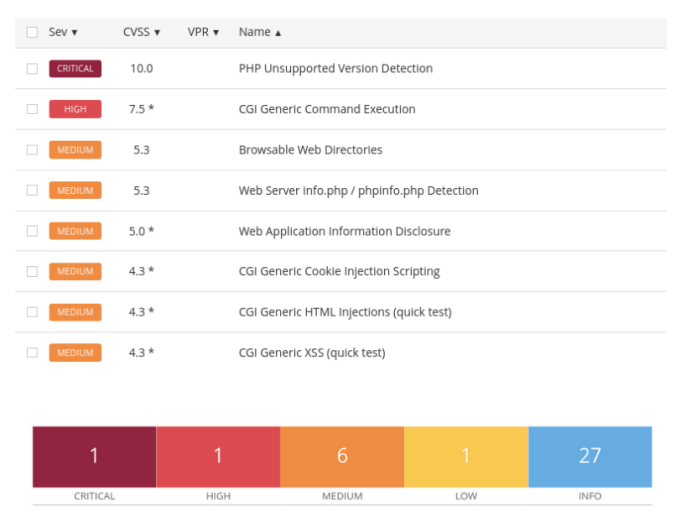 Sev ▼ CVSS ▼ VPR ▼ Name ▲
CRITICAL 10.0 PHP Unsupported Version Detection
HIGH 7.5 * CGI Generic Command Execution
MEDIUM 5.3 Browsable Web Directories
MEDIUM 5.3 Web Server info.php / phpinfo.php Detection
MEDIUM 5.0 * Web Application Information Disclosure
MEDIUM 4.3 * CGI Generic Cookie Injection Scripting
MEDIUM 4.3 * CGI Generic HTML Injections (quick test)
MEDIUM 4.3 * CGI Generic XSS (quick test)
1 1 6 1 27
CRITICAL HIGH MEDIUM LOW INFO